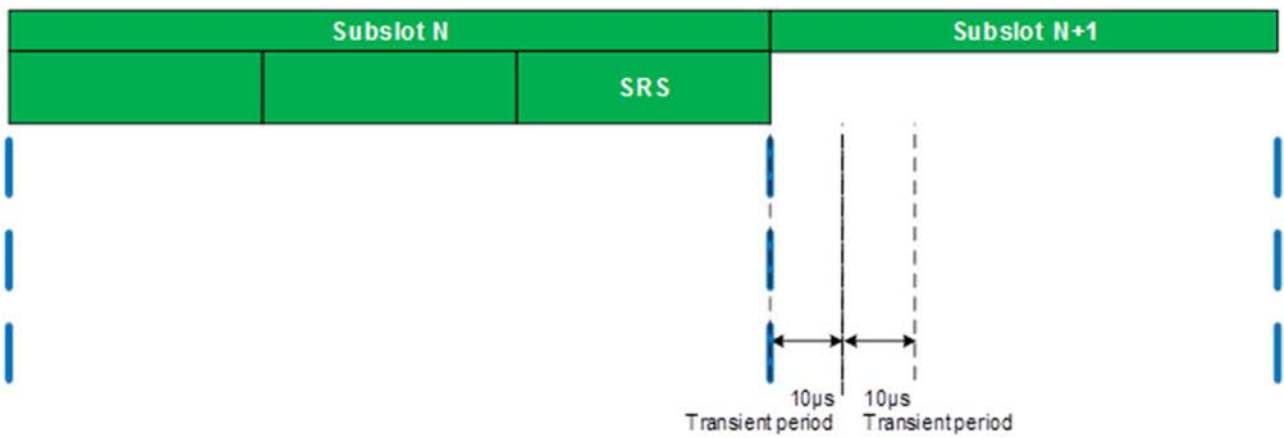 Subslot N
Subslot N+1
SRS
10µs
Transient period
10µs
Transient period